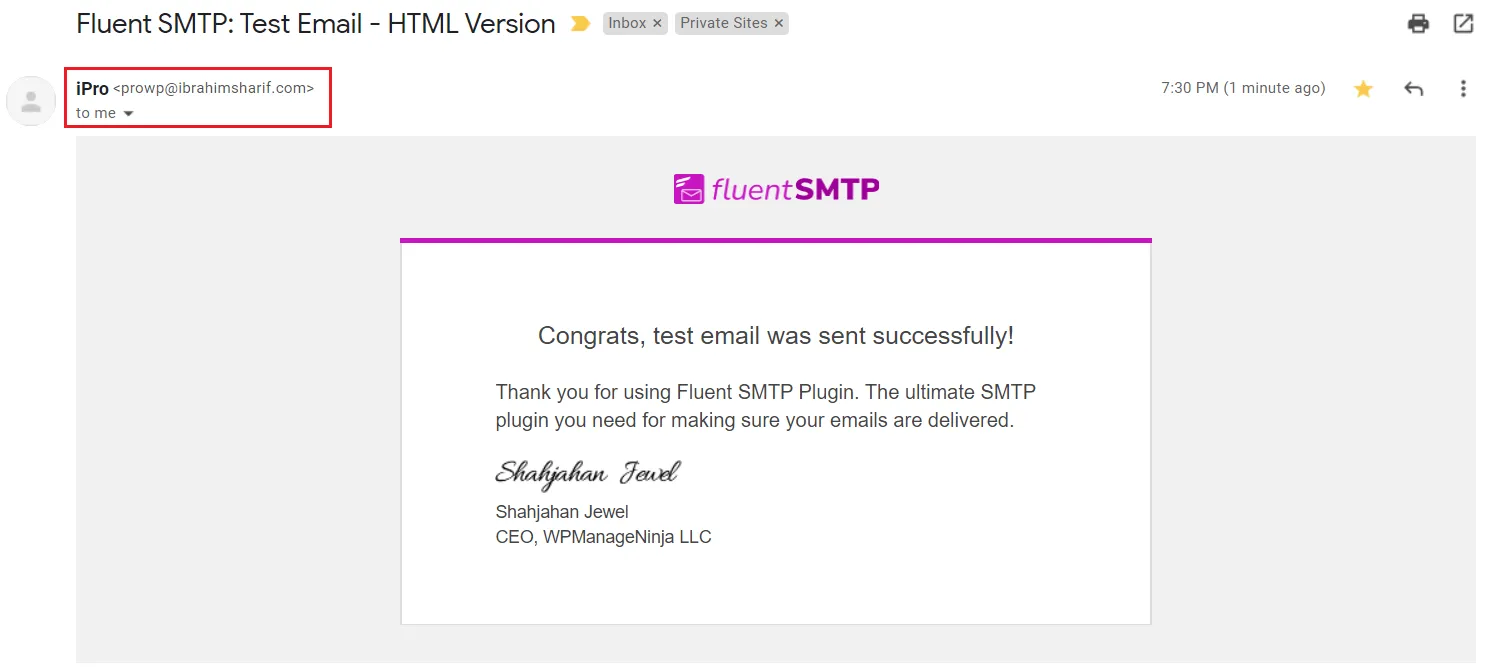 Fluent SMTP: Test Email - HTML Version Inbox × Private Sites ×
iPro <prowp@ibrahimsharif.com> 7:30 PM (1 minute ago)
to me
fluentSMTP
Congrats, test email was sent successfully!
Thank you for using Fluent SMTP Plugin. The ultimate SMTP
plugin you need for making sure your emails are delivered.
Shahjahan Jewel
Shahjahan Jewel
CEO, WPManageNinja LLC